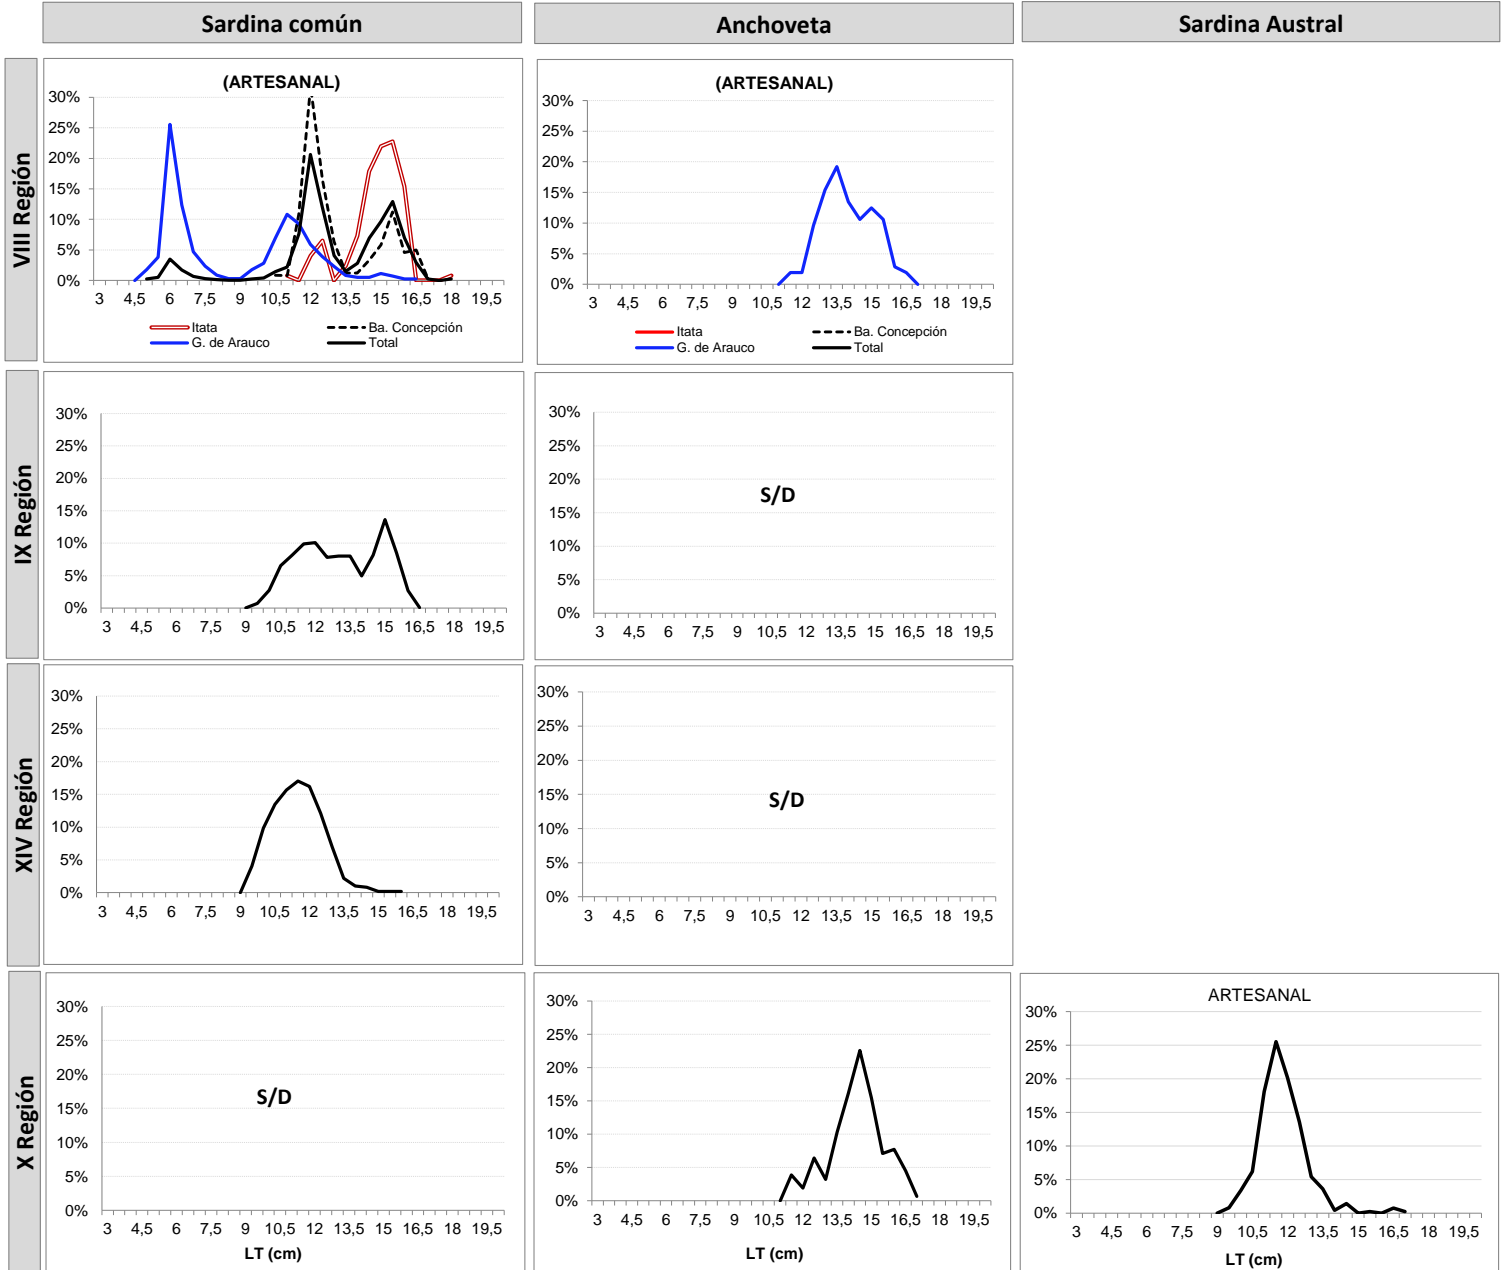 Sardina común
Anchoveta
Sardina Austral
VIII Región
(ARTESANAL)
30%
25%
20%
15%
10%
5%
0%
3 4,5 6 7,5 9 10,5 12 13,5 15 16,5 18 19,5
Itata
Ba. Concepción
G. de Arauco
Total
(ARTESANAL)
30%
25%
20%
15%
10%
5%
0%
3 4,5 6 7,5 9 10,5 12 13,5 15 16,5 18 19,5
Itata
Ba. Concepción
G. de Arauco
Total
IX Región
30%
25%
20%
15%
10%
5%
0%
3 4,5 6 7,5 9 10,5 12 13,5 15 16,5 18 19,5
30%
25%
20%
15%
10%
5%
0%
S/D
3 4,5 6 7,5 9 10,5 12 13,5 15 16,5 18 19,5
XIV Región
30%
25%
20%
15%
10%
5%
0%
3 4,5 6 7,5 9 10,5 12 13,5 15 16,5 18 19,5
30%
25%
20%
15%
10%
5%
0%
S/D
3 4,5 6 7,5 9 10,5 12 13,5 15 16,5 18 19,5
X Región
30%
25%
20%
15%
10%
5%
0%
S/D
3 4,5 6 7,5 9 10,5 12 13,5 15 16,5 18 19,5
LT (cm)
30%
25%
20%
15%
10%
5%
0%
3 4,5 6 7,5 9 10,5 12 13,5 15 16,5 18 19,5
LT (cm)
ARTESANAL
30%
25%
20%
15%
10%
5%
0%
3 4,5 6 7,5 9 10,5 12 13,5 15 16,5 18 19,5
LT (cm)